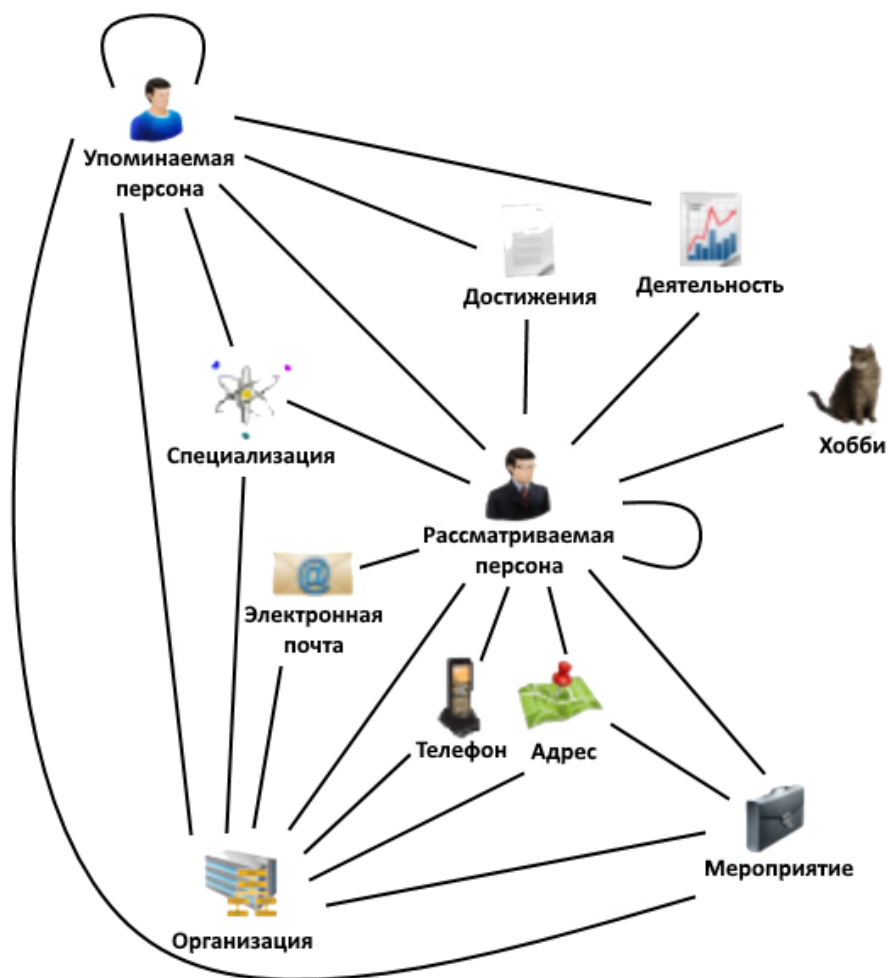 Упоминаемая
персона
Достижения
Деятельность
Хобби
Специализация
Рассматриваемая
персона
Электронная
почта
Телефон
Адрес
Мероприятие
Организация